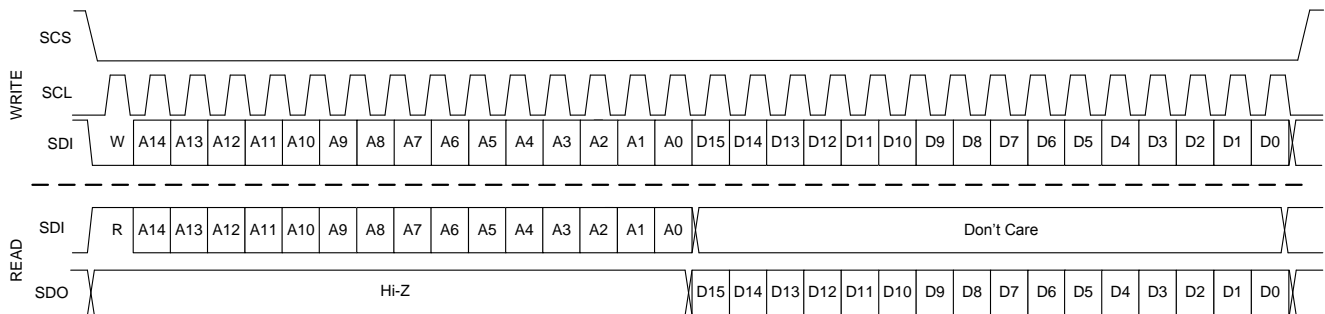 SCS
WRITE
SCL
SDI W A14 A13 A12 A11 A10 A9 A8 A7 A6 A5 A4 A3 A2 A1 A0 D15 D14 D13 D12 D11 D10 D9 D8 D7 D6 D5 D4 D3 D2 D1 D0
SDI R A14 A13 A12 A11 A10 A9 A8 A7 A6 A5 A4 A3 A2 A1 A0 Don't Care
READ
SDO Hi-Z D15 D14 D13 D12 D11 D10 D9 D8 D7 D6 D5 D4 D3 D2 D1 D0